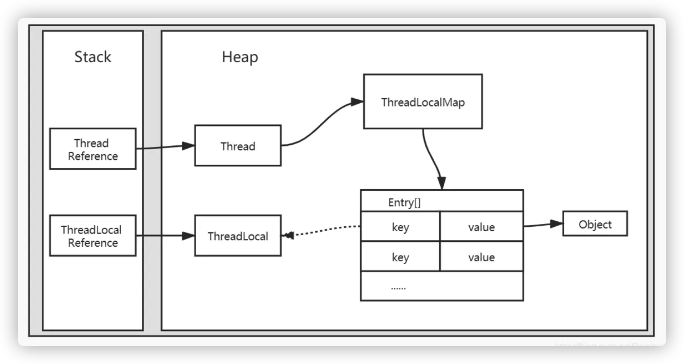 Stack
Heap
ThreadLocalMap
Thread
Reference
Thread
Entry[]
ThreadLocal
Reference
ThreadLocal
key
value
Object
key
value
......